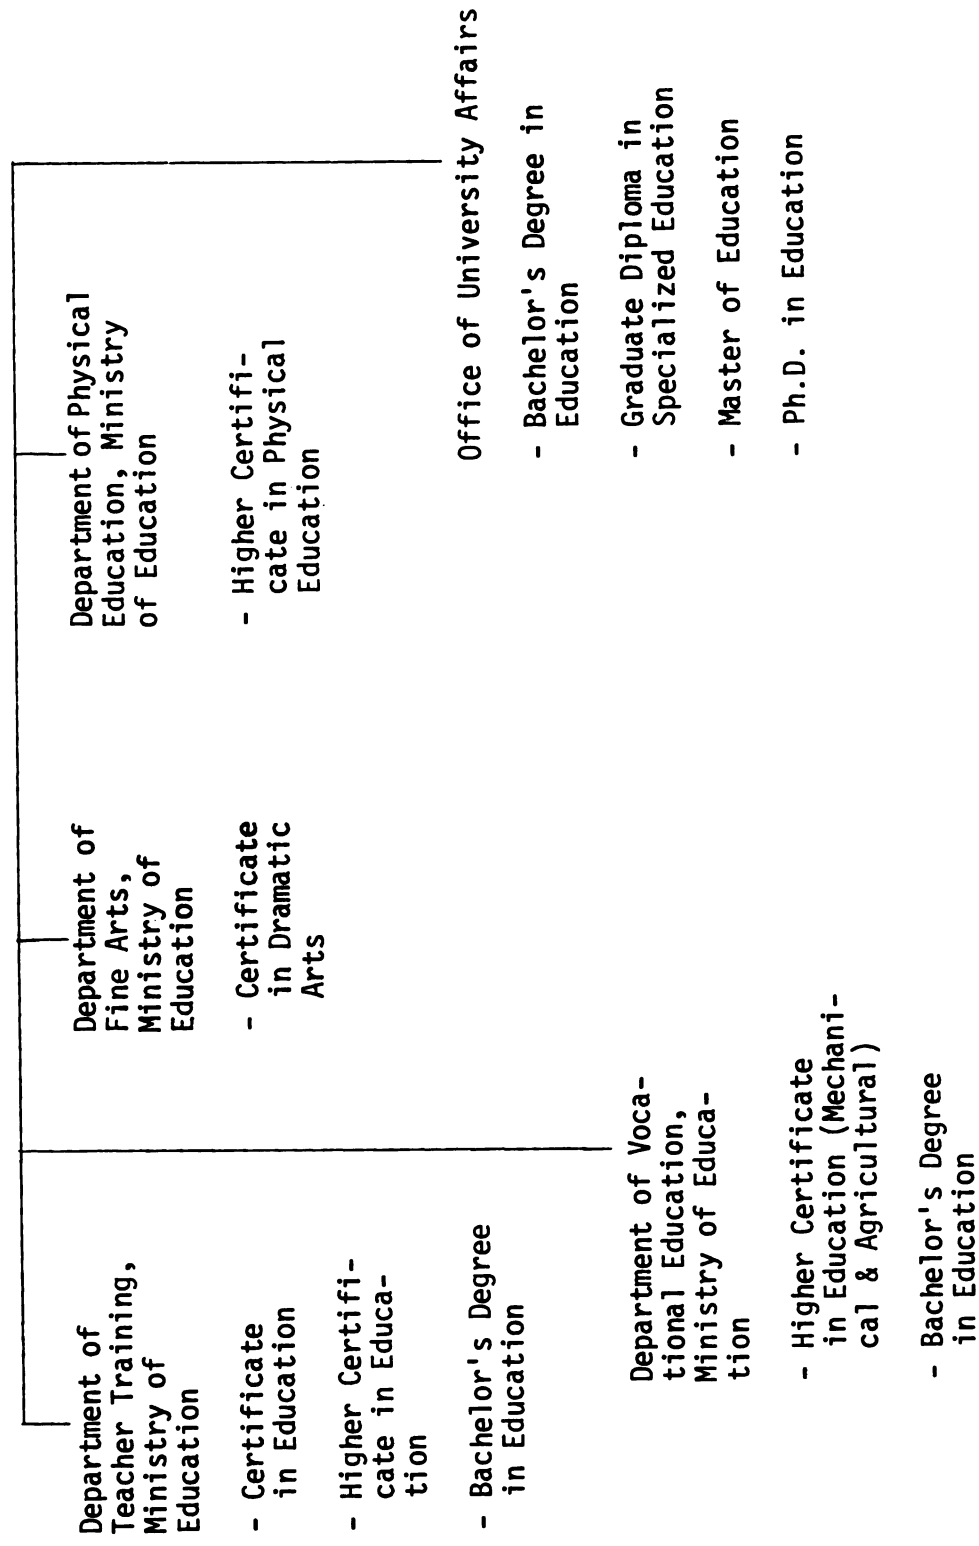 Department of
Teacher Training,
Ministry of
Education
- Certificate
in Education
- Higher Certifi-
cate in Educa-
tion
- Bachelor's Degree
in Education
Department of Voca-
tional Education,
Ministry of Educa-
tion
- Higher Certificate
in Education (Mechani-
cal & Agricultural)
- Bachelor's Degree
in Education
Department of
Fine Arts,
Ministry of
Education
- Certificate
in Dramatic
Arts
Department of Physical
Education, Ministry
of Education
- Higher Certifi-
cate in Physical
Education
Office of University Affairs
- Bachelor's Degree in
Education
- Graduate Diploma in
Specialized Education
- Master of Education
- Ph.D. in Education